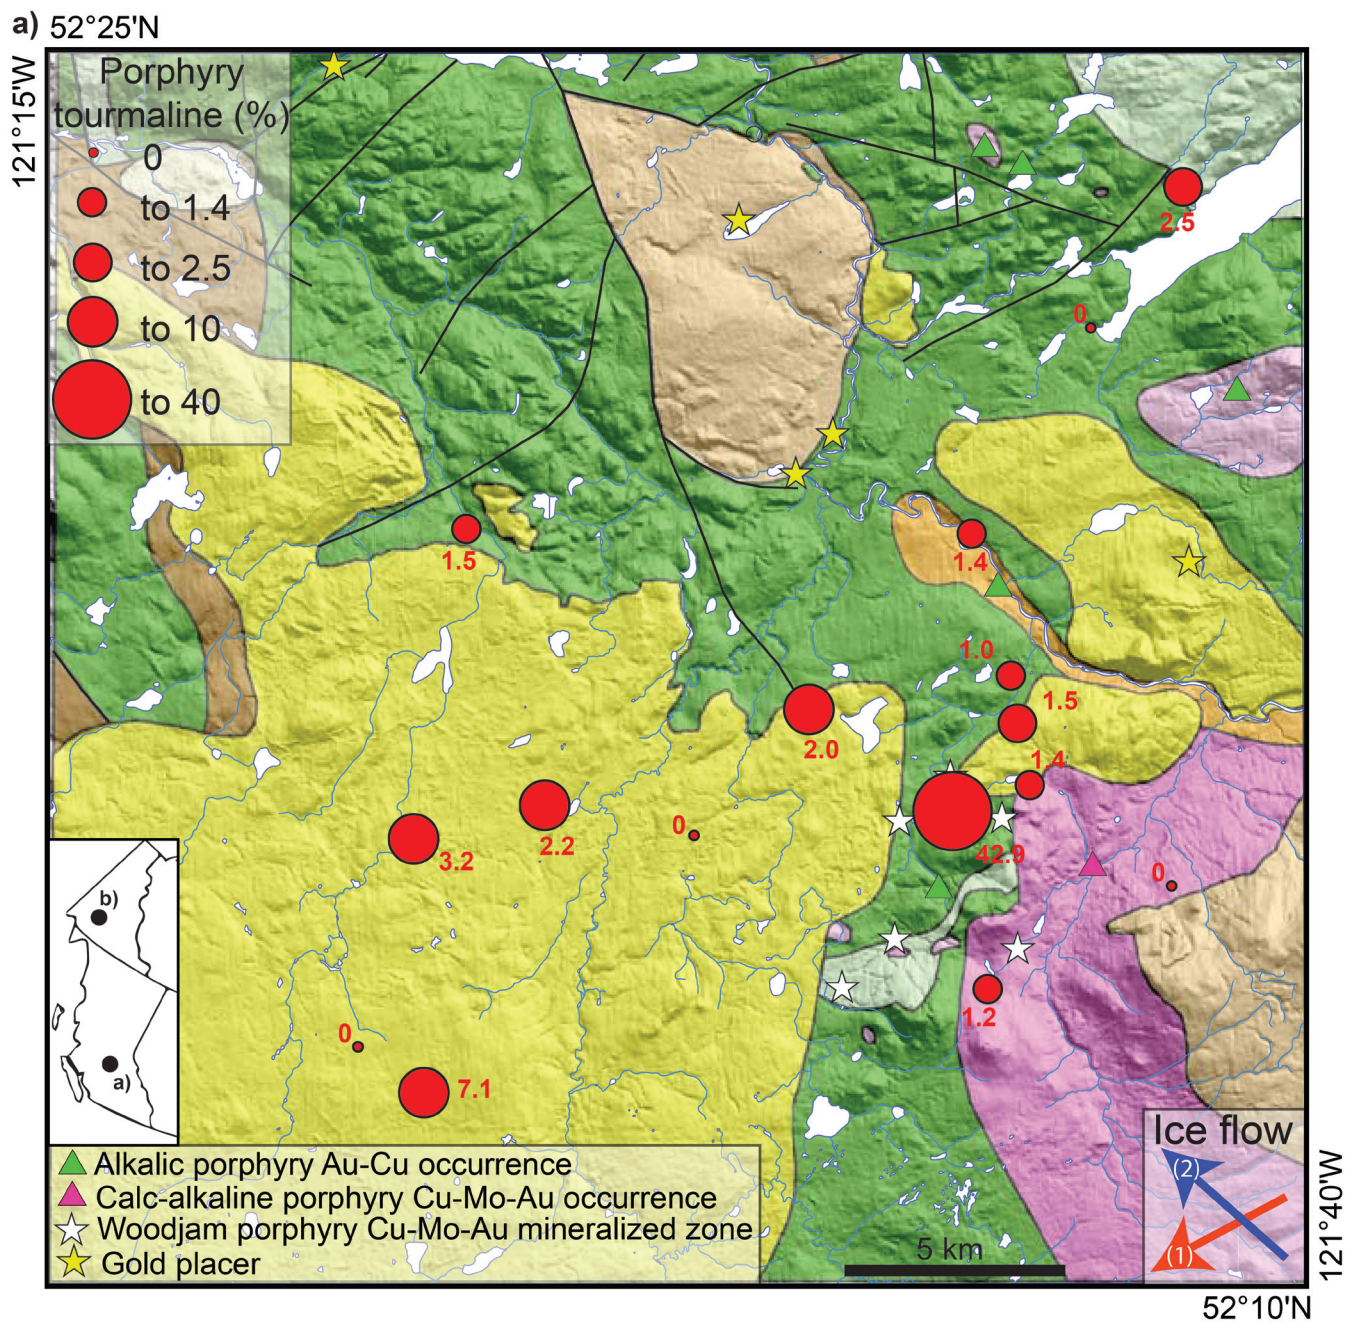 a) 52°25'N
121°15'W
Porphyry
tourmaline (%)
0
to 1.4
to 2.5
to 10
to 40
2.5
0
1.5
1.4
1.0
1.5
2.0
1.4
42.9
3.2
2.2
0
0
1.2
0
7.1
b)
a)
Alkalic porphyry Au-Cu occurrence
Calc-alkaline porphyry Cu-Mo-Au occurrence
Woodjam porphyry Cu-Mo-Au mineralized zone
Gold placer
5 km
Ice flow
(2)
(1)
121°40'W
52°10'N